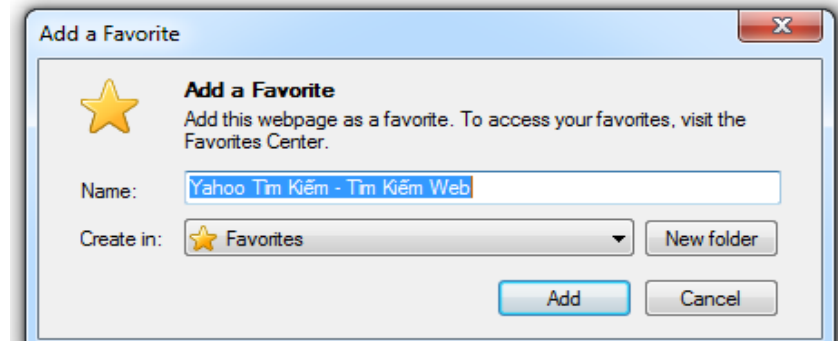 Add a Favorite
Add a Favorite
Add this webpage as a favorite. To access your favorites, visit the
Favorites Center.
Name: Yahoo Tìm Kiếm - Tìm Kiếm Web
Create in: Favorites New folder
Add Cancel